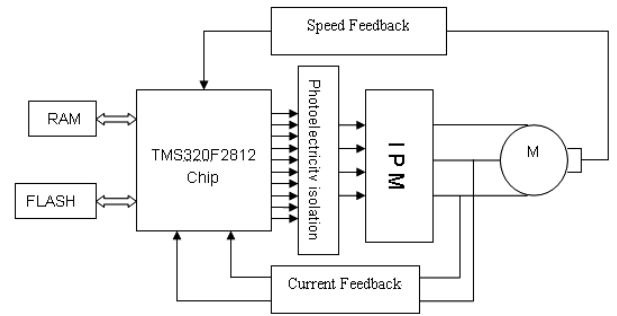 Speed Feedback
RAM
FLASH
TMS320F2812
Chip
Photoelectricity isolation
IPM
M
Current Feedback